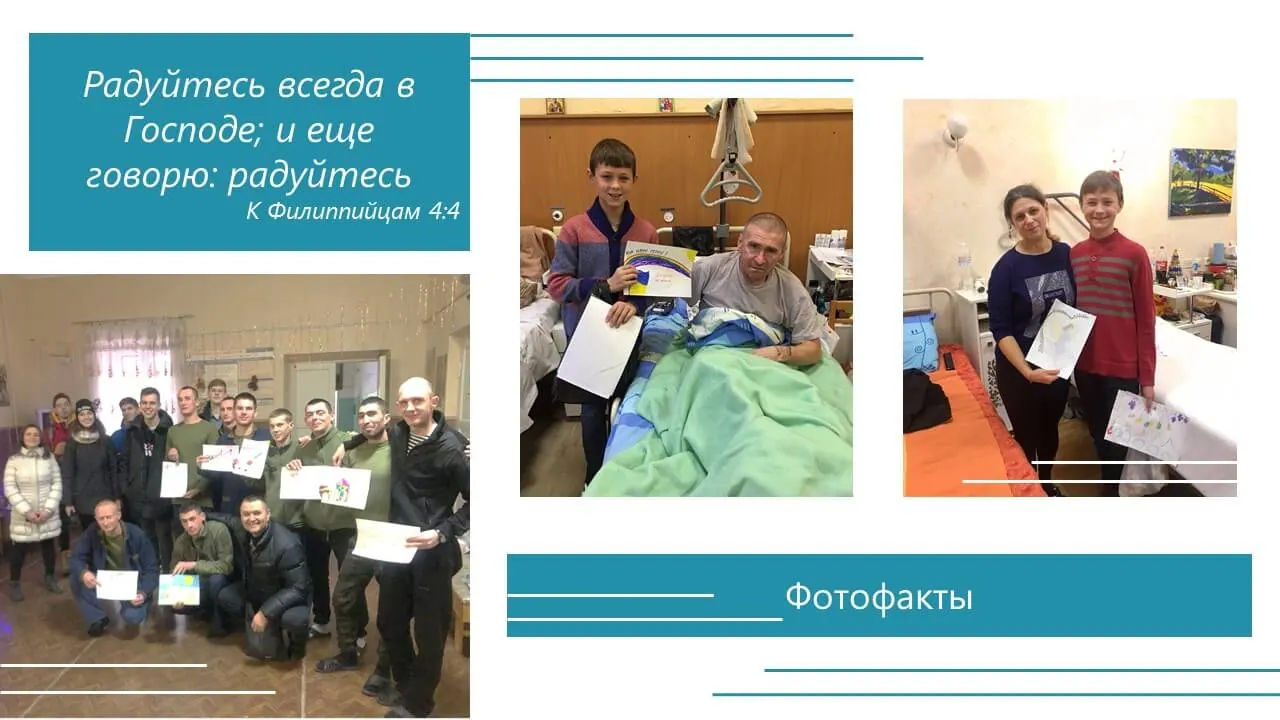 Радуйтесь всегда в
Господе; и еще
говорю: радуйтесь
К Филиппийцам 4:4
Фотофакты